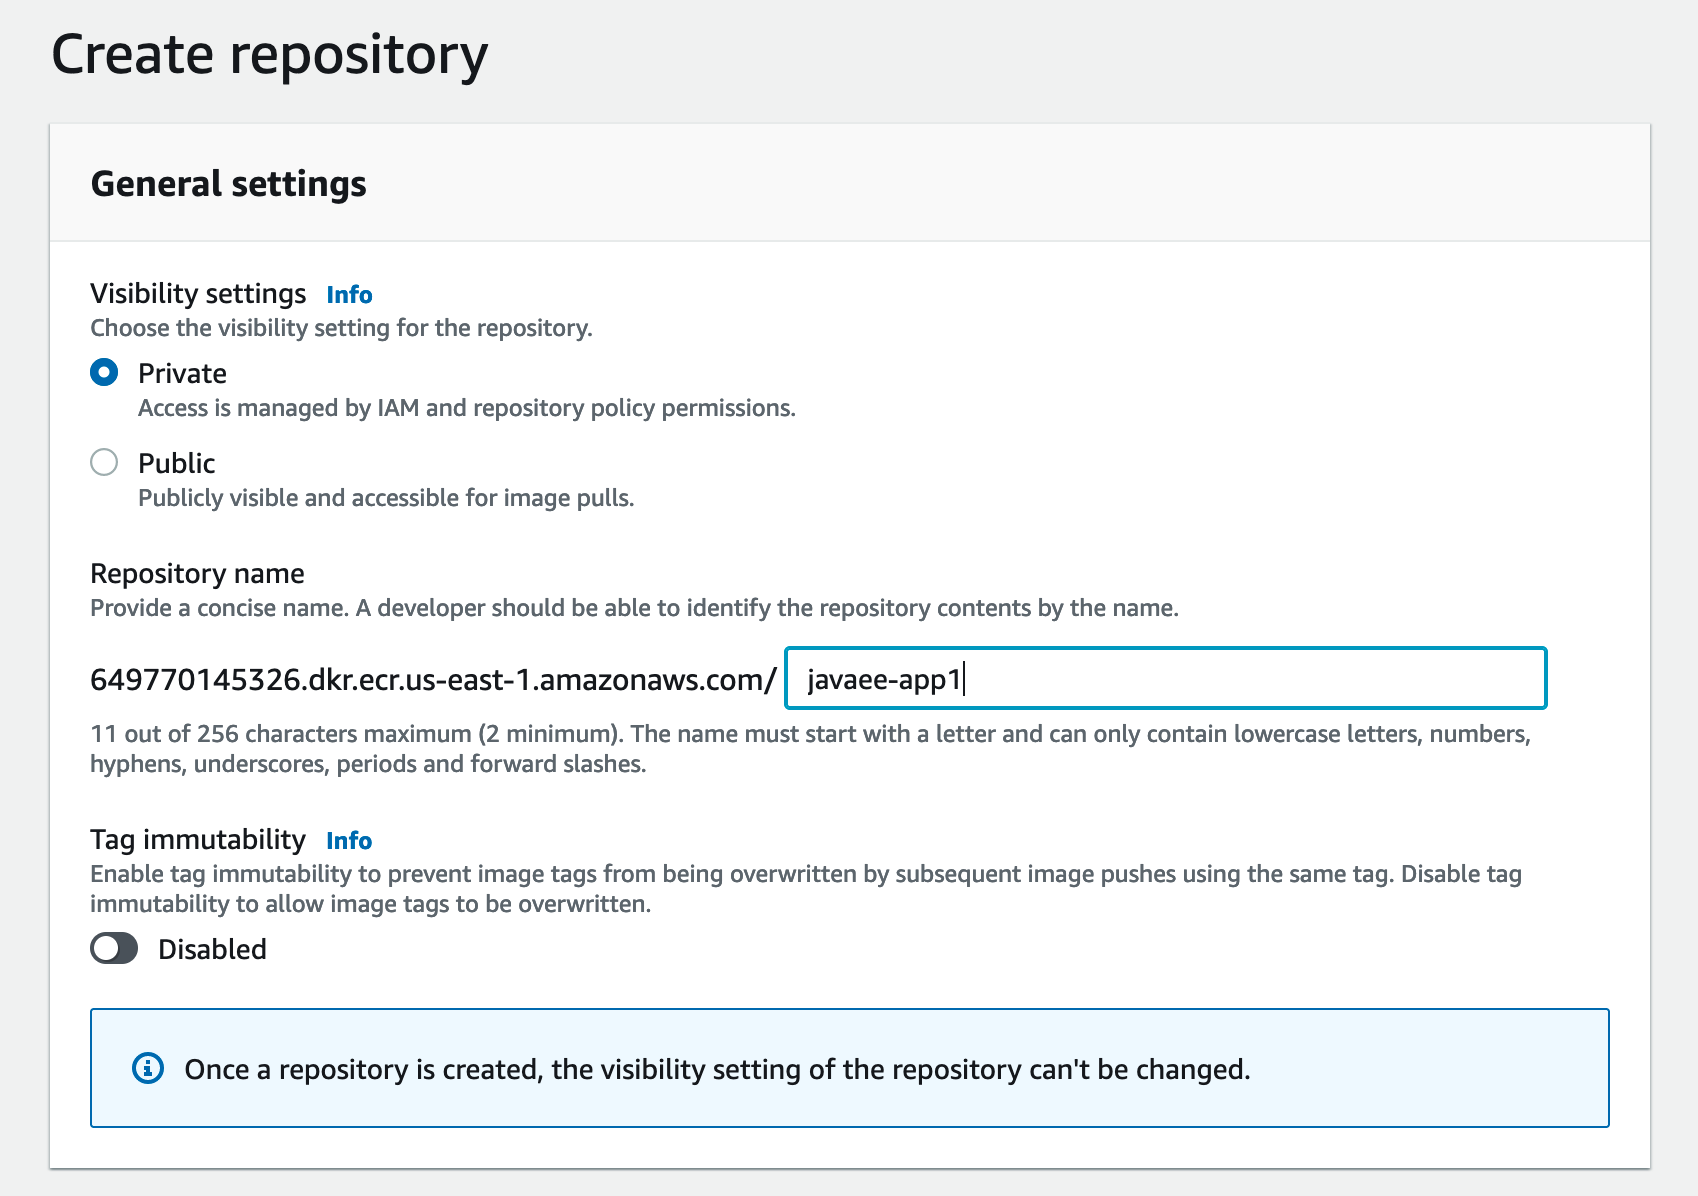 Create repository
General settings
Visibility settings Info
Choose the visibility setting for the repository.
Private
Access is managed by IAM and repository policy permissions.
Public
Publicly visible and accessible for image pulls.
Repository name
Provide a concise name. A developer should be able to identify the repository contents by the name.
649770145326.dkr.ecr.us-east-1.amazonaws.com/ javaee-app1
11 out of 256 characters maximum (2 minimum). The name must start with a letter and can only contain lowercase letters, numbers,
hyphens, underscores, periods and forward slashes.
Tag immutability Info
Enable tag immutability to prevent image tags from being overwritten by subsequent image pushes using the same tag. Disable tag
immutability to allow image tags to be overwritten.
Disabled
Once a repository is created, the visibility setting of the repository can't be changed.